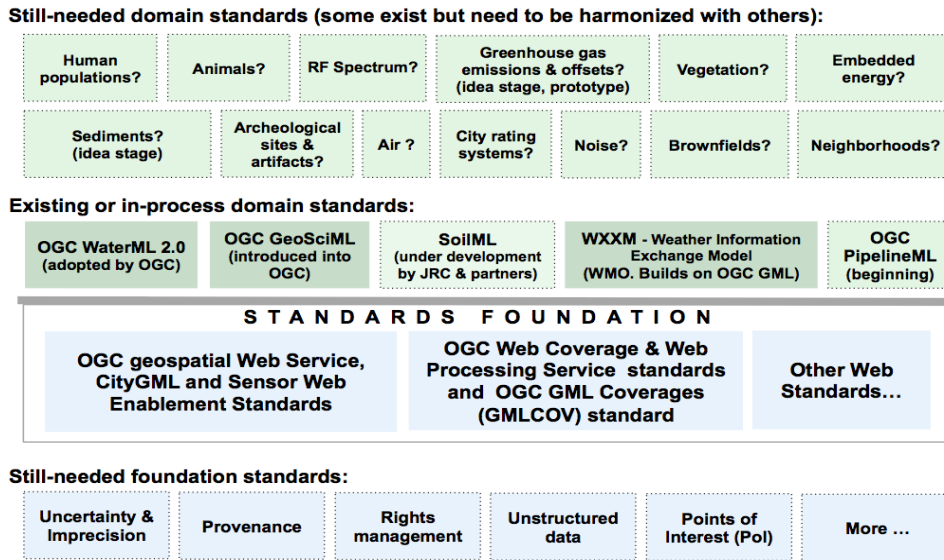 Still-needed domain standards (some exist but need to be harmonized with others):
Human
populations?
Animals?
RF Spectrum?
Greenhouse gas
emissions & offsets?
(idea stage, prototype)
Vegetation?
Embedded
energy?
Sediments?
(idea stage)
Archeological
sites &
artifacts?
Air ?
City rating
systems?
Noise?
Brownfields?
Neighborhoods?
Existing or in-process domain standards:
OGC WaterML 2.0
(adopted by OGC)
OGC GeoSciML
(introduced into
OGC)
SoilML
(under development
by JRC & partners)
WXXM - Weather Information
Exchange Model
(WMO. Builds on OGC GML)
OGC
PipelineML
(beginning)
STANDARDS FOUNDATION
OGC geospatial Web Service,
CityGML and Sensor Web
Enablement Standards
OGC Web Coverage & Web
Processing Service standards
and OGC GML Coverages
(GMLCOV) standard
Other Web
Standards…
Still-needed foundation standards:
Uncertainty &
Imprecision
Provenance
Rights
management
Unstructured
data
Points of
Interest (PoI)
More …